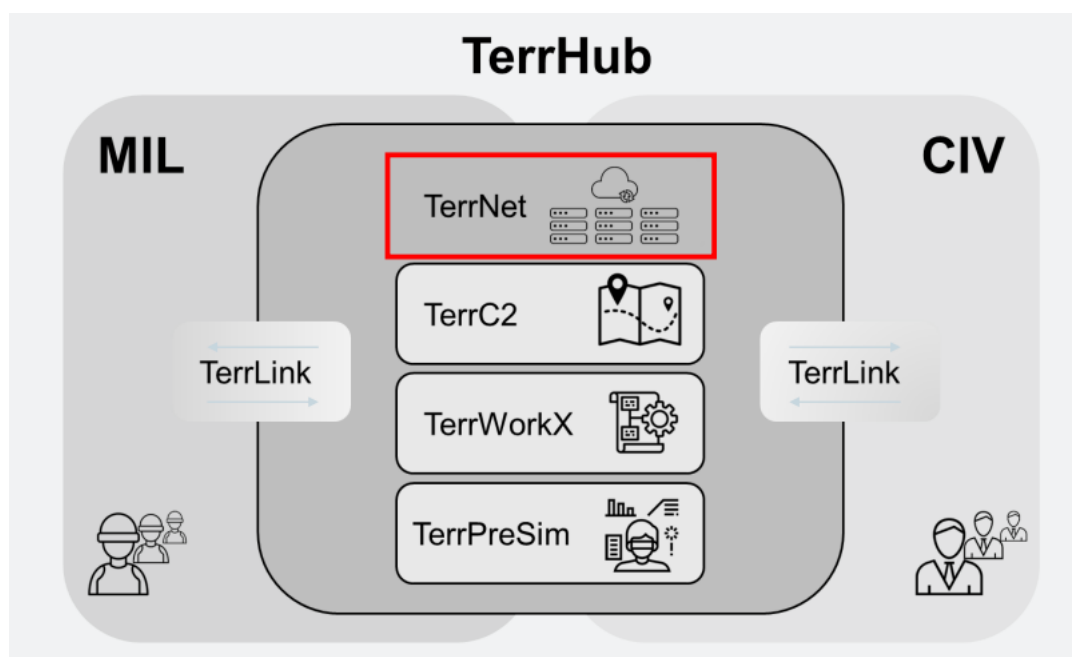 TerrHub
MIL
CIV
TerrNet
TerrC2
TerrLink
TerrLink
TerrWorkX
TerrPreSim